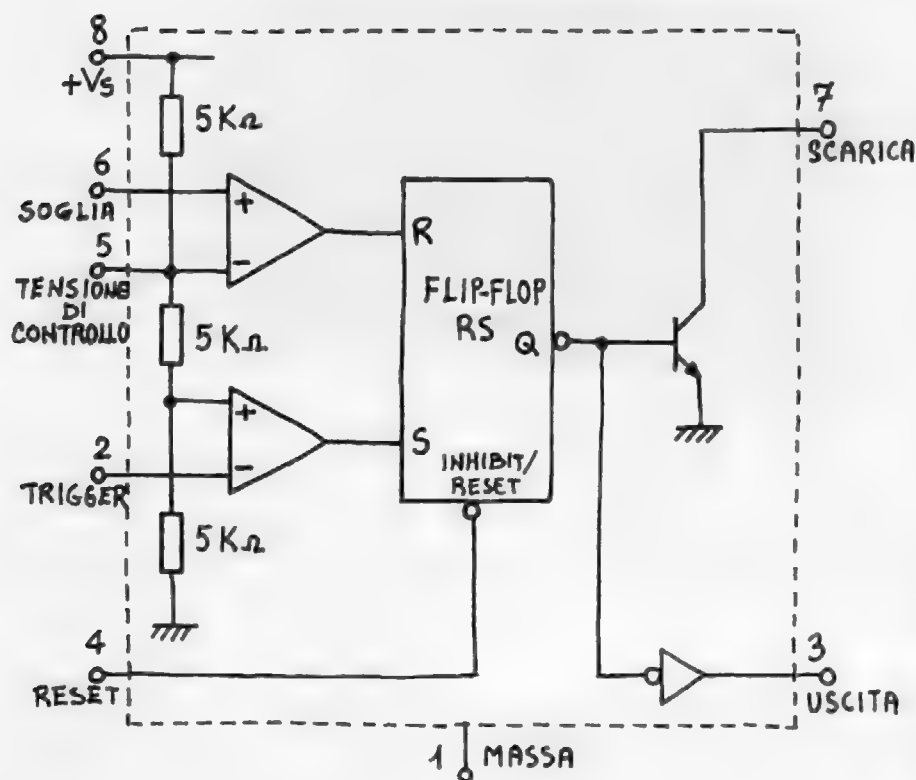 8
+Vs
5KΩ
7
SCARICA
6
SOGLIA
+
-
R
5
TENSIONE
DI
CONTROLLO
FLIP-FLOP
RS
Q
5KΩ
+
-
S
2
TRIGGER
INHIBIT/
RESET
5KΩ
4
RESET
3
USCITA
1 MASSA